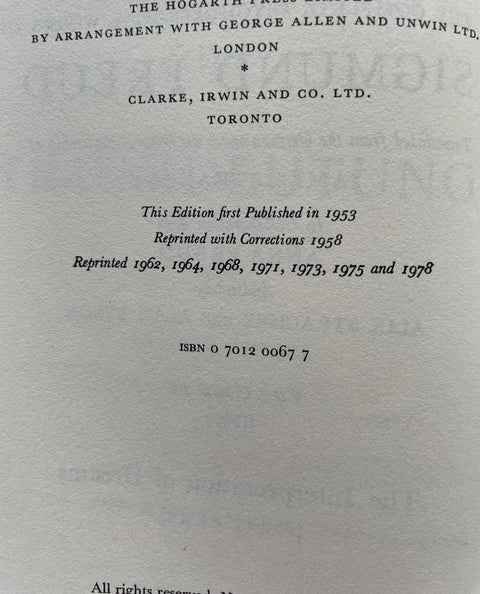 THE HOGARTH PRESS LIMITED
BY ARRANGEMENT WITH GEORGE ALLEN AND UNWIN LTD.
LONDON
*
CLARKE, IRWIN AND CO. LTD.
TORONTO
This Edition first Published in 1953
Reprinted with Corrections 1958
Reprinted 1962, 1964, 1968, 1971, 1973, 1975 and 1978
ISBN 0 7012 0067 7
All rights reserved.